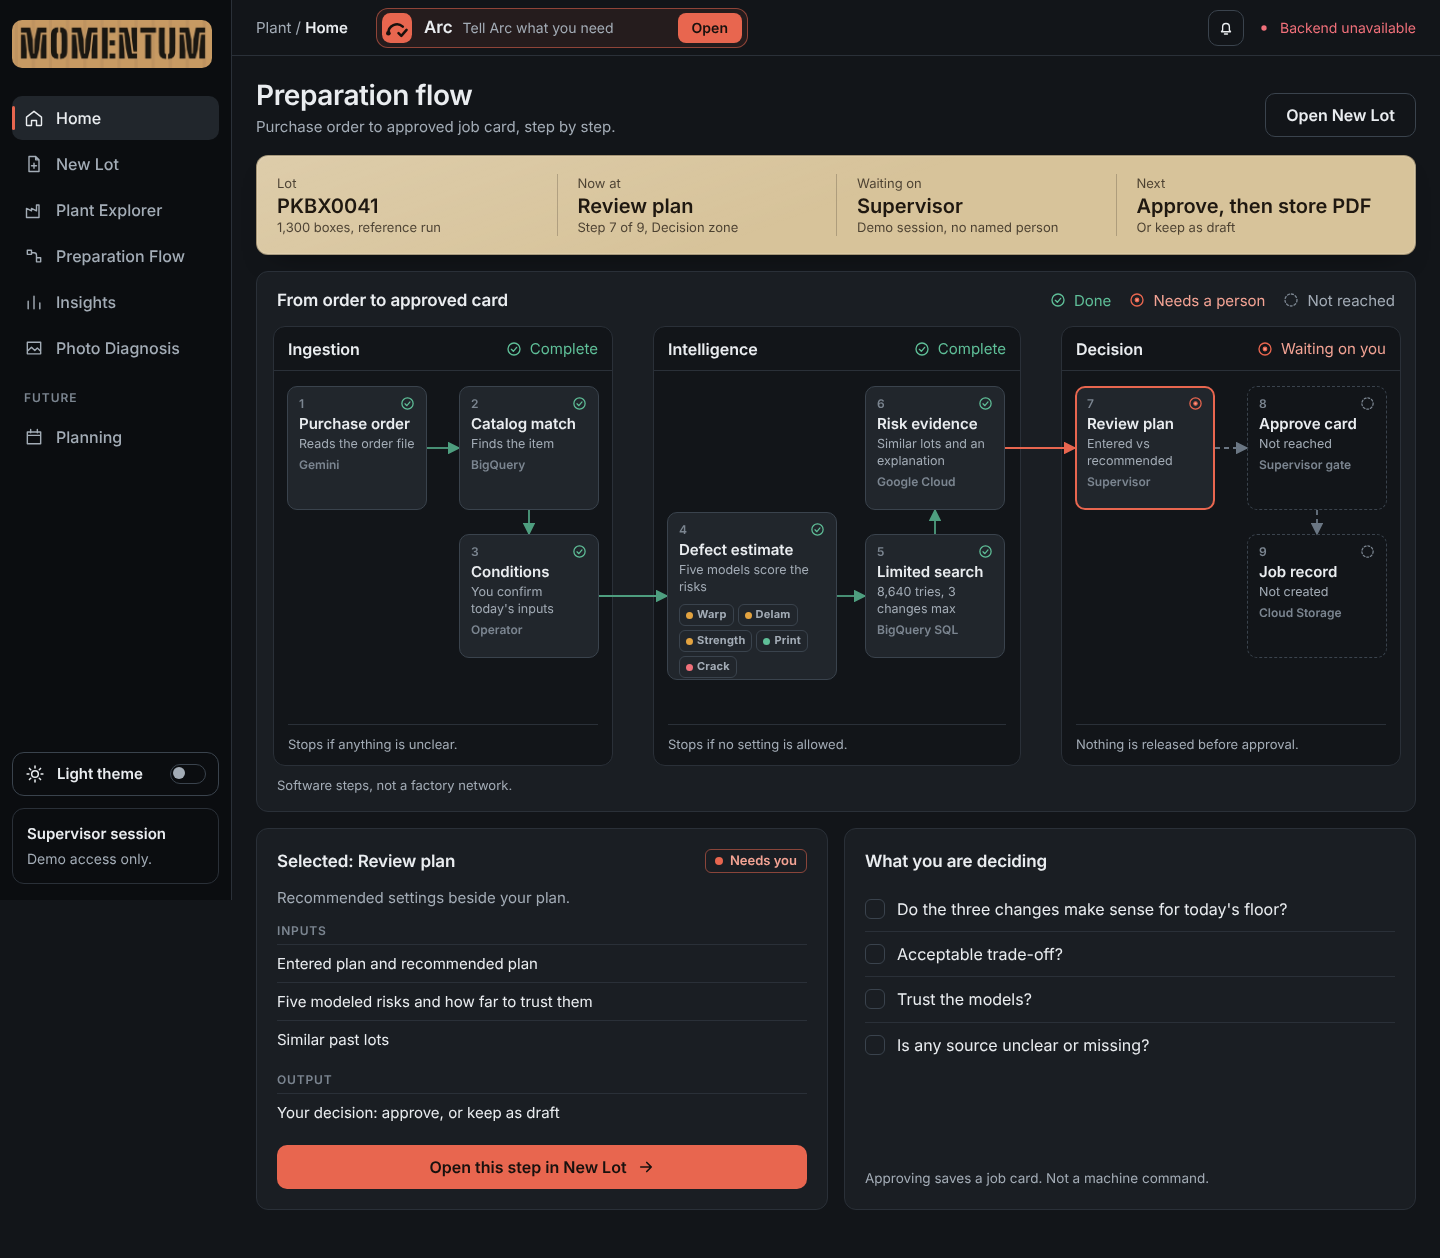 MOMENTUM
Home
New Lot
Plant Explorer
Preparation Flow
Insights
Photo Diagnosis
FUTURE
Planning
Light theme
Supervisor session
Demo access only.
Plant / Home
Arc Tell Arc what you need Open
Backend unavailable
Preparation flow
Purchase order to approved job card, step by step.
Open New Lot
Lot
PKBX0041
1,300 boxes, reference run
Now at
Review plan
Step 7 of 9, Decision zone
Waiting on
Supervisor
Demo session, no named person
Next
Approve, then store PDF
Or keep as draft
From order to approved card
Done Needs a person Not reached
Ingestion Complete
1
Purchase order
Reads the order file
Gemini
2
Catalog match
Finds the item
BigQuery
3
Conditions
You confirm
today's inputs
Operator
Stops if anything is unclear.
Intelligence Complete
4
Defect estimate
Five models score the
risks
Warp Delam
Strength Print
Crack
5
Limited search
8,640 tries, 3
changes max
BigQuery SQL
6
Risk evidence
Similar lots and an
explanation
Google Cloud
Stops if no setting is allowed.
Decision Waiting on you
7
Review plan
Entered vs
recommended
Supervisor
8
Approve card
Not reached
Supervisor gate
9
Job record
Not created
Cloud Storage
Nothing is released before approval.
Software steps, not a factory network.
Selected: Review plan Needs you
Recommended settings beside your plan.
INPUTS
Entered plan and recommended plan
Five modeled risks and how far to trust them
Similar past lots
OUTPUT
Your decision: approve, or keep as draft
Open this step in New Lot →
What you are deciding
Do the three changes make sense for today's floor?
Acceptable trade-off?
Trust the models?
Is any source unclear or missing?
Approving saves a job card. Not a machine command.